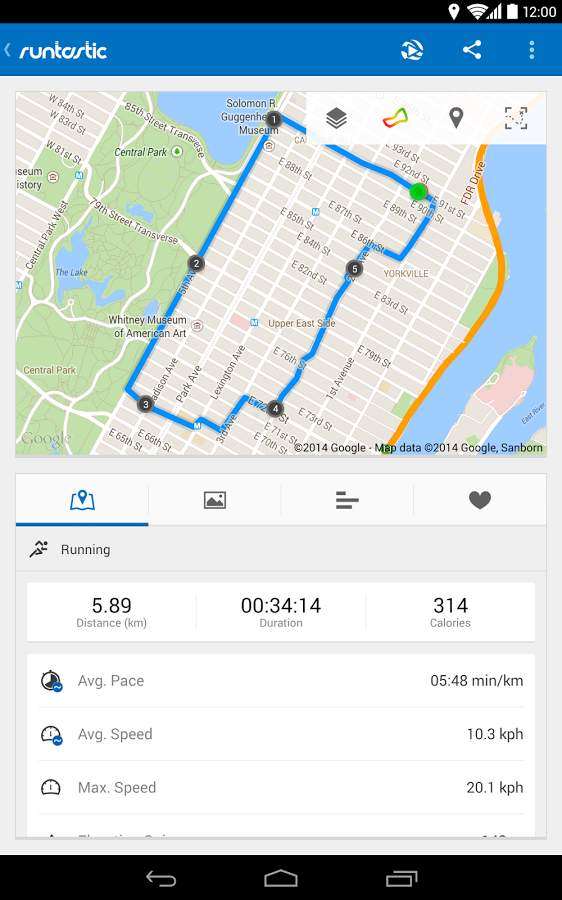 12:00
runtastic
W 84th St
W 83rd St
85th Street Transverse
Solomon R.
Guggenheim
Museum
1
W 81st St
Central Park
E 93rd St
E 92nd St
E 91st St
E 90th St
E 89th St
E 88th St
E 87th St
E 86th St
E 85th St
E 84th St
E 83rd St
E 82nd St
FDR Drive
79th Street Transverse
Central Park West
2
5th Ave
5
YORKVILLE
The Lake
Whitney Museum
of American Art
Upper East Side
E 79th St
E 76th St
Central Park
Park Ave
Lexington Ave
1st Avenue
3
4
3rd Ave
E 73rd St
E 71st St
E 70th St
E 66th St
E 65th St
East River
Google
©2014 Google - Map data ©2014 Google, Sanborn
Running
5.89
Distance (km)
00:34:14
Duration
314
Calories
Avg. Pace
05:48 min/km
Avg. Speed
10.3 kph
Max. Speed
20.1 kph